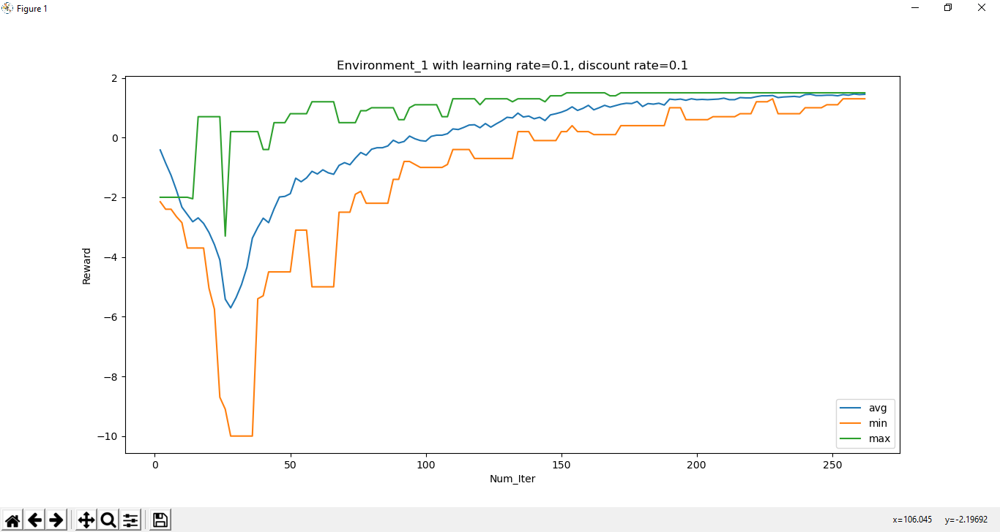 Figure 1
Environment_1 with learning rate=0.1, discount rate=0.1
2
0
−2
−4
−6
−8
−10
Reward
0 50 100 150 200 250
Num_Iter
avg
min
max
x=106.045 y=-2.19692